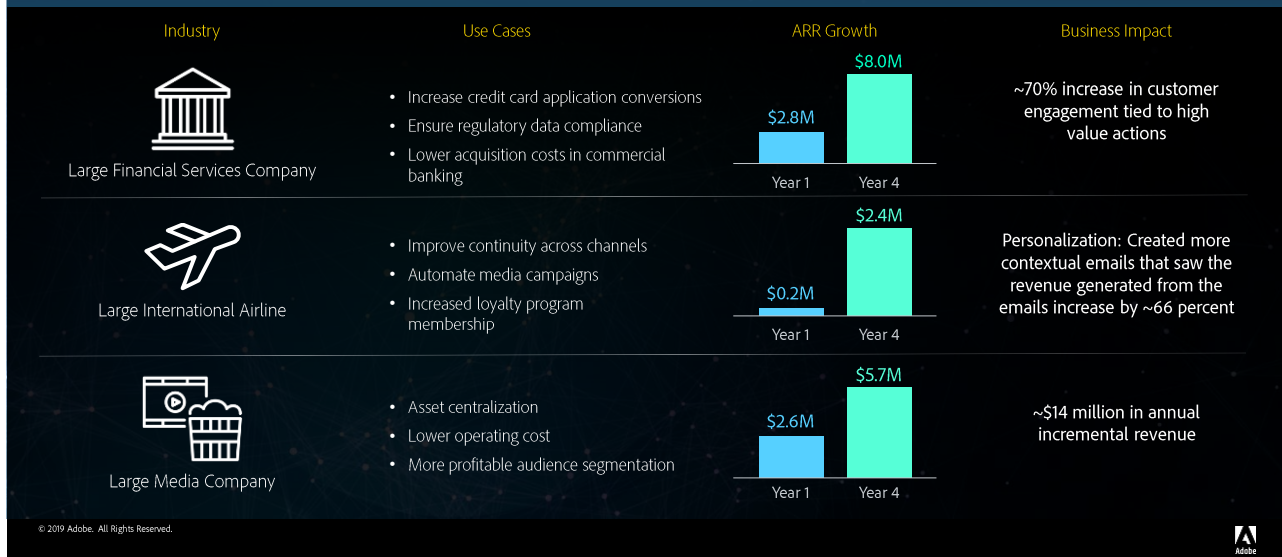 Industry
Use Cases
ARR Growth
Business Impact
Large Financial Services Company
• Increase credit card application conversions
• Ensure regulatory data compliance
• Lower acquisition costs in commercial
banking
$2.8M
$8.0M
Year 1
Year 4
~70% increase in customer
engagement tied to high
value actions
Large International Airline
• Improve continuity across channels
• Automate media campaigns
• Increased loyalty program
membership
$0.2M
$2.4M
Year 1
Year 4
Personalization: Created more
contextual emails that saw the
revenue generated from the
emails increase by ~66 percent
Large Media Company
• Asset centralization
• Lower operating cost
• More profitable audience segmentation
$2.6M
$5.7M
Year 1
Year 4
~$14 million in annual
incremental revenue
© 2019 Adobe. All Rights Reserved.
Adobe